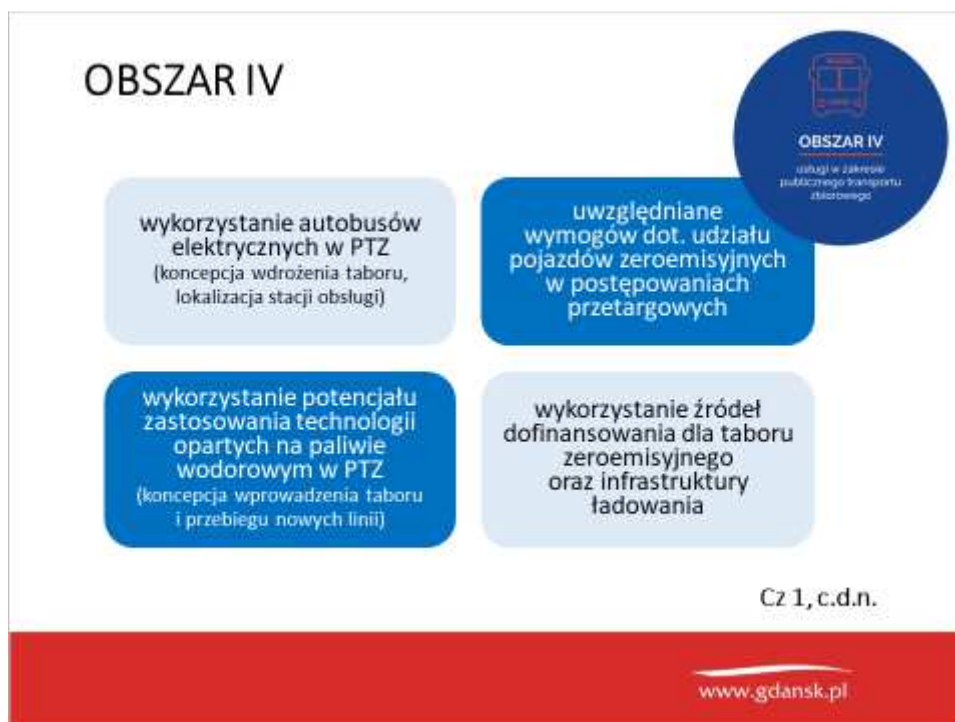 OBSZAR IV
OBSZAR IV
usługi w zakresie
publicznego transportu
zbiorowego
wykorzystanie autobusów
elektrycznych w PTZ
(koncepcja wdrożenia taboru,
lokalizacja stacji obsługi)
uwzględniane
wymogów dot. udziału
pojazdów zeroemisyjnych
w postępowaniach
przetargowych
wykorzystanie potencjału
zastosowania technologii
opartych na paliwie
wodorowym w PTZ
(koncepcja wprowadzenia taboru
i przebiegu nowych linii)
wykorzystanie źródeł
dofinansowania dla taboru
zeroemisyjnego
oraz infrastruktury
ładowania
Cz 1, c.d.n.
www.gdansk.pl